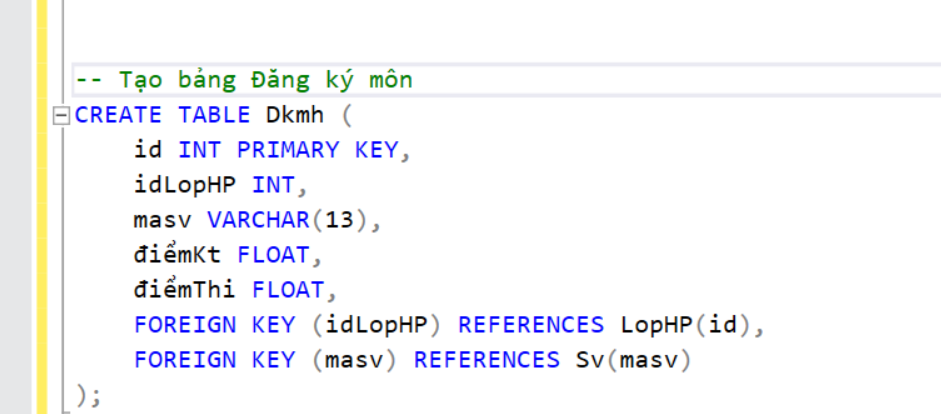 -- Tạo bảng Đăng ký môn
CREATE TABLE Dkmh (
    id INT PRIMARY KEY,
    idLopHP INT,
    masv VARCHAR(13),
    điểmKt FLOAT,
    điểmThi FLOAT,
    FOREIGN KEY (idLopHP) REFERENCES LopHP(id),
    FOREIGN KEY (masv) REFERENCES Sv(masv)
);